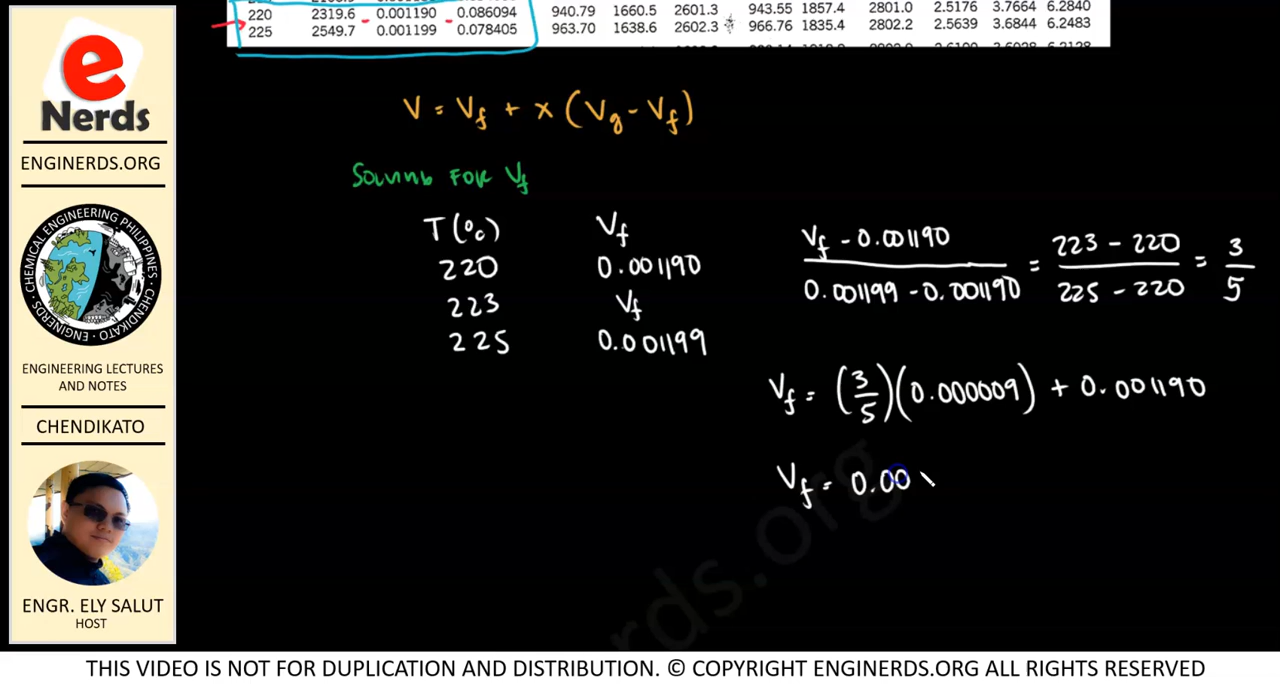 220 2319.6 - 0.001190 - 0.086094 940.79 1660.5 2601.3 943.55 1857.4 2801.0 2.5176 3.7664 6.2840
225 2549.7 0.001199 0.078405 963.70 1638.6 2602.3 966.76 1835.4 2802.2 2.5639 3.6844 6.2483
e
Nerds
ENGINERDS.ORG
CHEMICAL ENGINEERING PHILIPPINES
CHENDIKATO
ENGINEERING LECTURES
AND NOTES
CHENDIKATO
ENGR. ELY SALUT
HOST
V = Vf + x (Vg - Vf)
SOLVING FOR Vf
T(°C) Vf
220 0.001190
223 Vf
225 0.001199
Vf - 0.001190
0.001199 - 0.001190
=
223 - 220
225 - 220
=
3
5
Vf = (3/5)(0.000009) + 0.001190
Vf = 0.00
rds.org
THIS VIDEO IS NOT FOR DUPLICATION AND DISTRIBUTION. © COPYRIGHT ENGINERDS.ORG ALL RIGHTS RESERVED